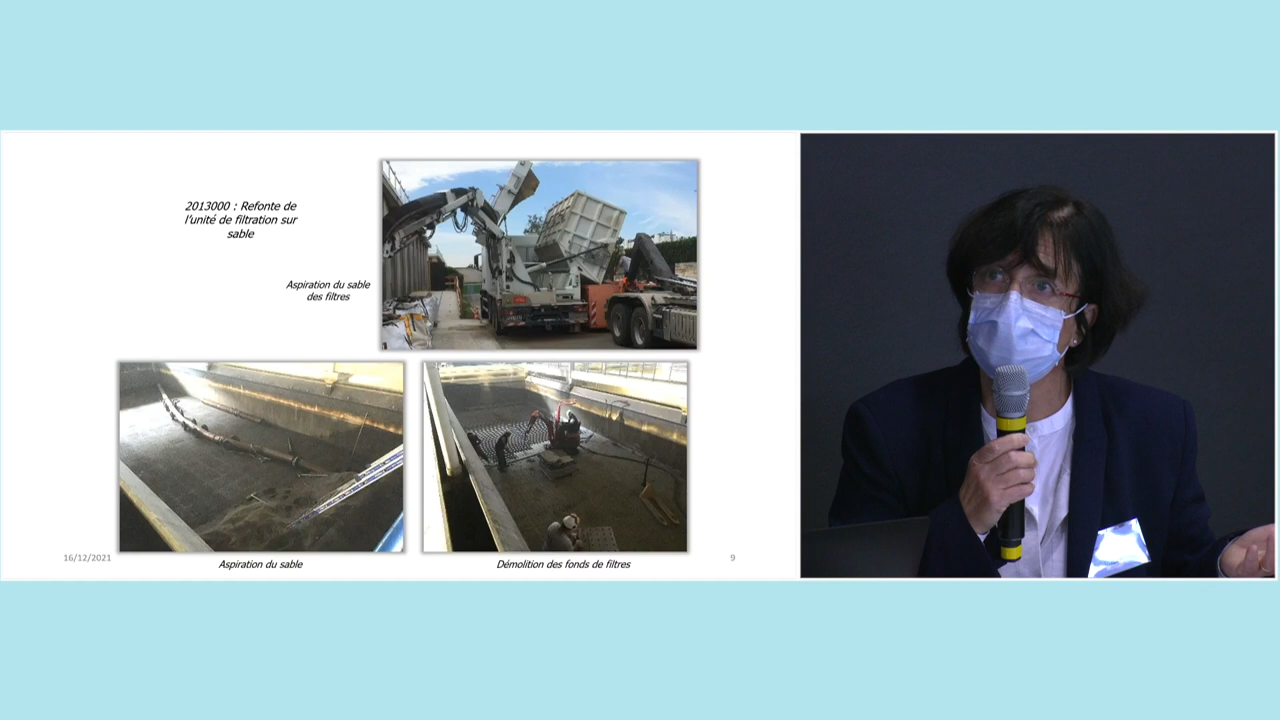 2013000 : Refonte de
l'unité de filtration sur
sable
Aspiration du sable
des filtres
16/12/2021
Aspiration du sable
Démolition des fonds de filtres
9